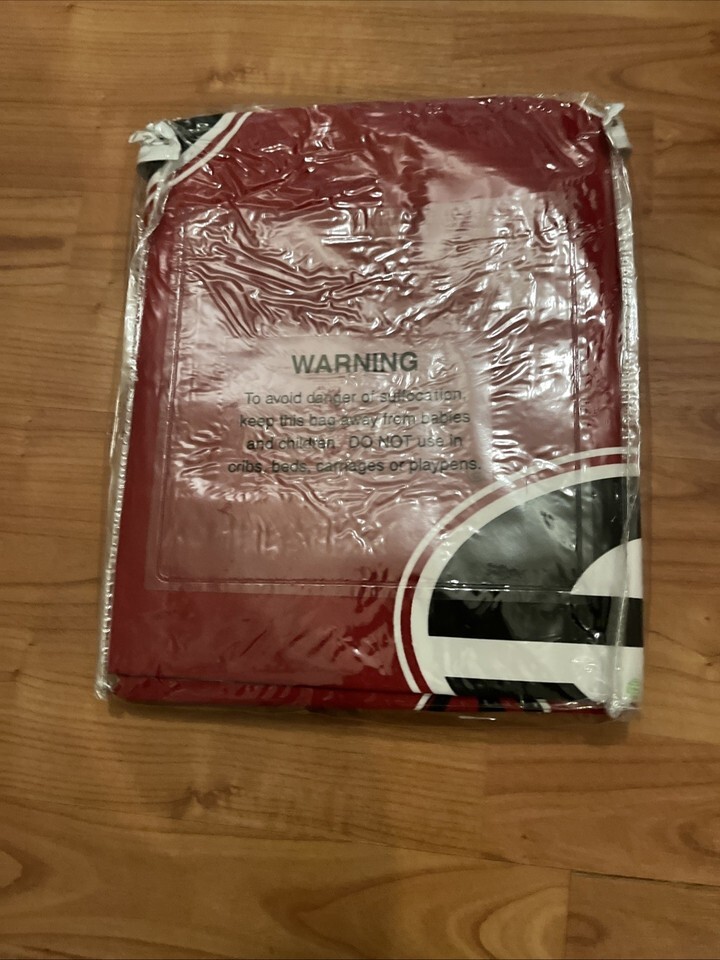 WARNING
To avoid danger of suffocation,
keep this bag away from babies
and children. DO NOT use in
cribs, beds, carriages or playpens.